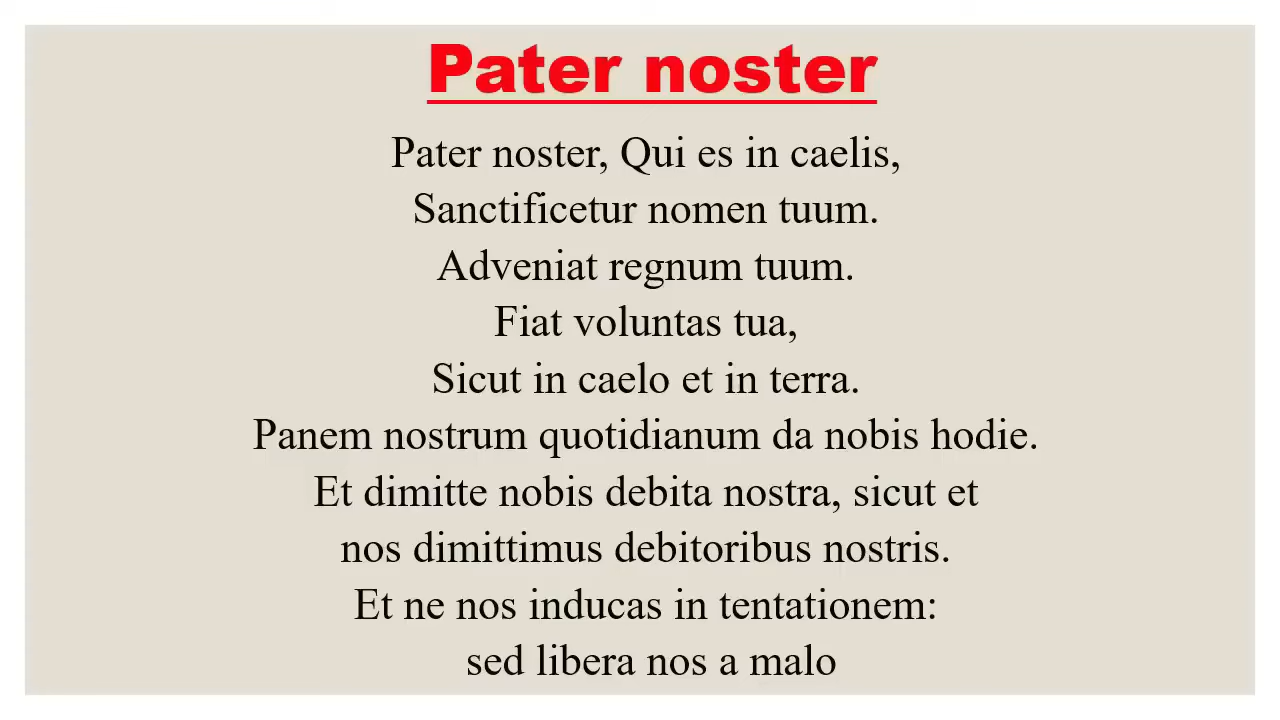 Pater noster
Pater noster, Qui es in caelis,
Sanctificetur nomen tuum.
Adveniat regnum tuum.
Fiat voluntas tua,
Sicut in caelo et in terra.
Panem nostrum quotidianum da nobis hodie.
Et dimitte nobis debita nostra, sicut et
nos dimittimus debitoribus nostris.
Et ne nos inducas in tentationem:
sed libera nos a malo